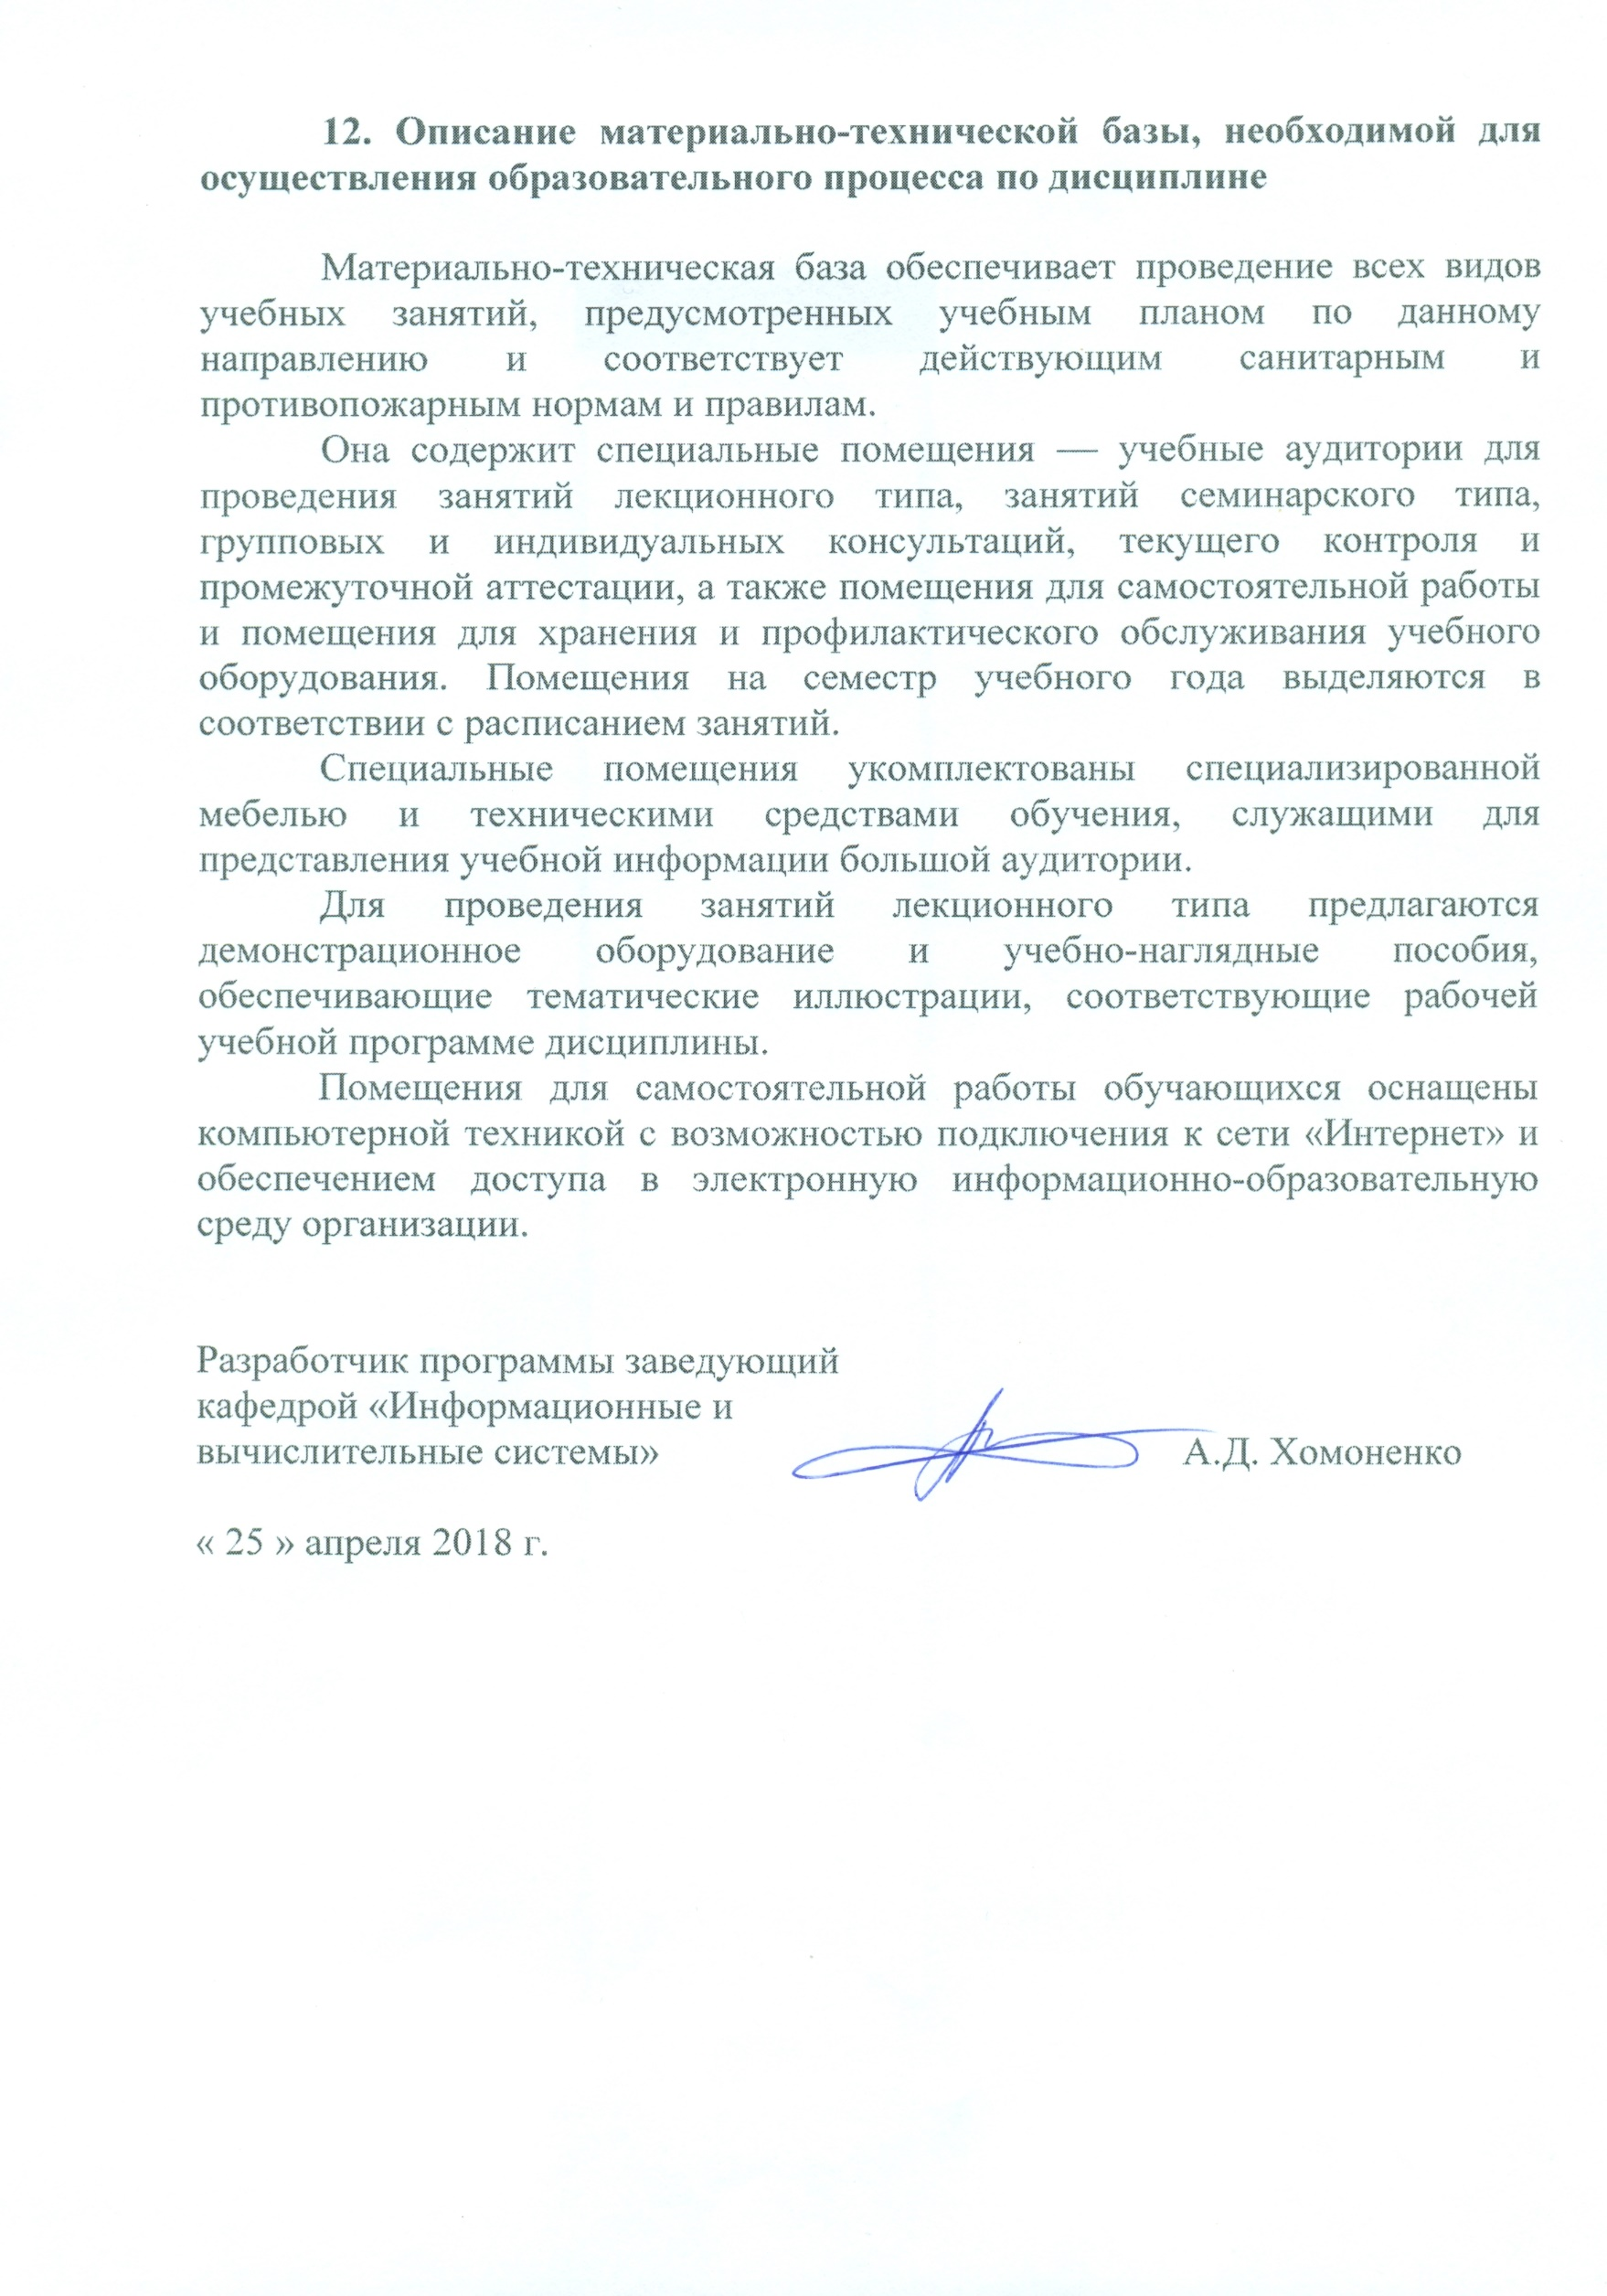 12. Описание материально-технической базы, необходимой для
осуществления образовательного процесса по дисциплине
Материально-техническая база обеспечивает проведение всех видов
учебных занятий, предусмотренных учебным планом по данному
направлению и соответствует действующим санитарным и
противопожарным нормам и правилам.
Она содержит специальные помещения — учебные аудитории для
проведения занятий лекционного типа, занятий семинарского типа,
групповых и индивидуальных консультаций, текущего контроля и
промежуточной аттестации, а также помещения для самостоятельной работы
и помещения для хранения и профилактического обслуживания учебного
оборудования. Помещения на семестр учебного года выделяются в
соответствии с расписанием занятий.
Специальные помещения укомплектованы специализированной
мебелью и техническими средствами обучения, служащими для
представления учебной информации большой аудитории.
Для проведения занятий лекционного типа предлагаются
демонстрационное оборудование и учебно-наглядные пособия,
обеспечивающие тематические иллюстрации, соответствующие рабочей
учебной программе дисциплины.
Помещения для самостоятельной работы обучающихся оснащены
компьютерной техникой с возможностью подключения к сети «Интернет» и
обеспечением доступа в электронную информационно-образовательную
среду организации.
Разработчик программы заведующий
кафедрой «Информационные и
вычислительные системы» А.Д. Хомоненко
« 25 » апреля 2018 г.